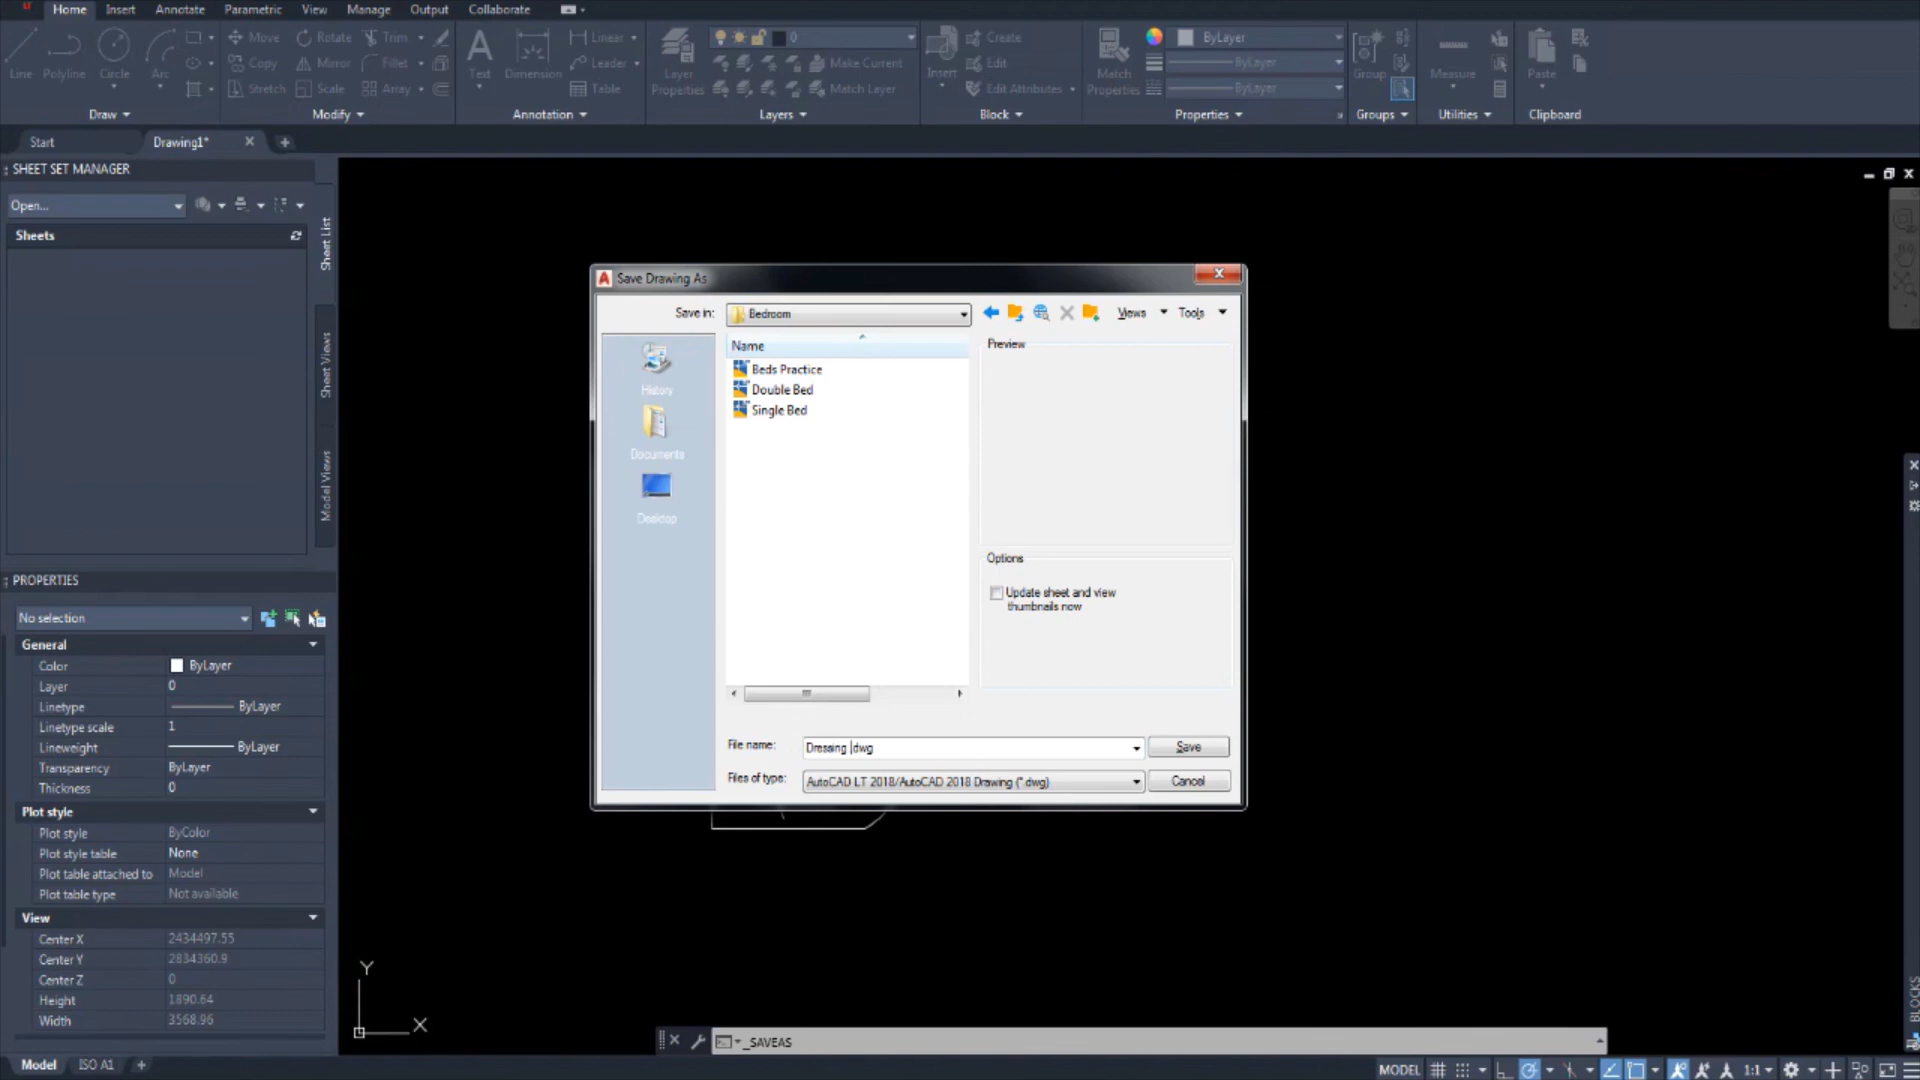 Home Insert Annotate Parametric View Manage Output Collaborate
Line Polyline Circle Arc
Move Rotate Trim
Copy Mirror Fillet
Stretch Scale Array
Text Dimension
Linear
Leader
Table
Layer Properties
0
Make Current
Match Layer
Insert
Create
Edit
Edit Attributes
Match Properties
ByLayer
ByLayer
ByLayer
Group
Measure
Paste
Draw Modify Annotation Layers Block Properties Groups Utilities Clipboard
Start Drawing1*
SHEET SET MANAGER
Open...
Sheets
Sheet List
Sheet Views
Model Views
PROPERTIES
No selection
General
Color ByLayer
Layer 0
Linetype ByLayer
Linetype scale 1
Lineweight ByLayer
Transparency ByLayer
Thickness 0
Plot style
Plot style ByColor
Plot style table None
Plot table attached to Model
Plot table type Not available
View
Center X 2434497.55
Center Y 2834360.9
Center Z 0
Height 1890.64
Width 3568.96
Save Drawing As
Save in: Bedroom
Views Tools
History
Documents
Desktop
Name
Beds Practice
Double Bed
Single Bed
Preview
Options
Update sheet and view
thumbnails now
File name: Dressing dwg
Save
Files of type: AutoCAD LT 2018/AutoCAD 2018 Drawing (*.dwg)
Cancel
Y
X
BLOCKS
_SAVEAS
Model ISO A1
MODEL 1:1